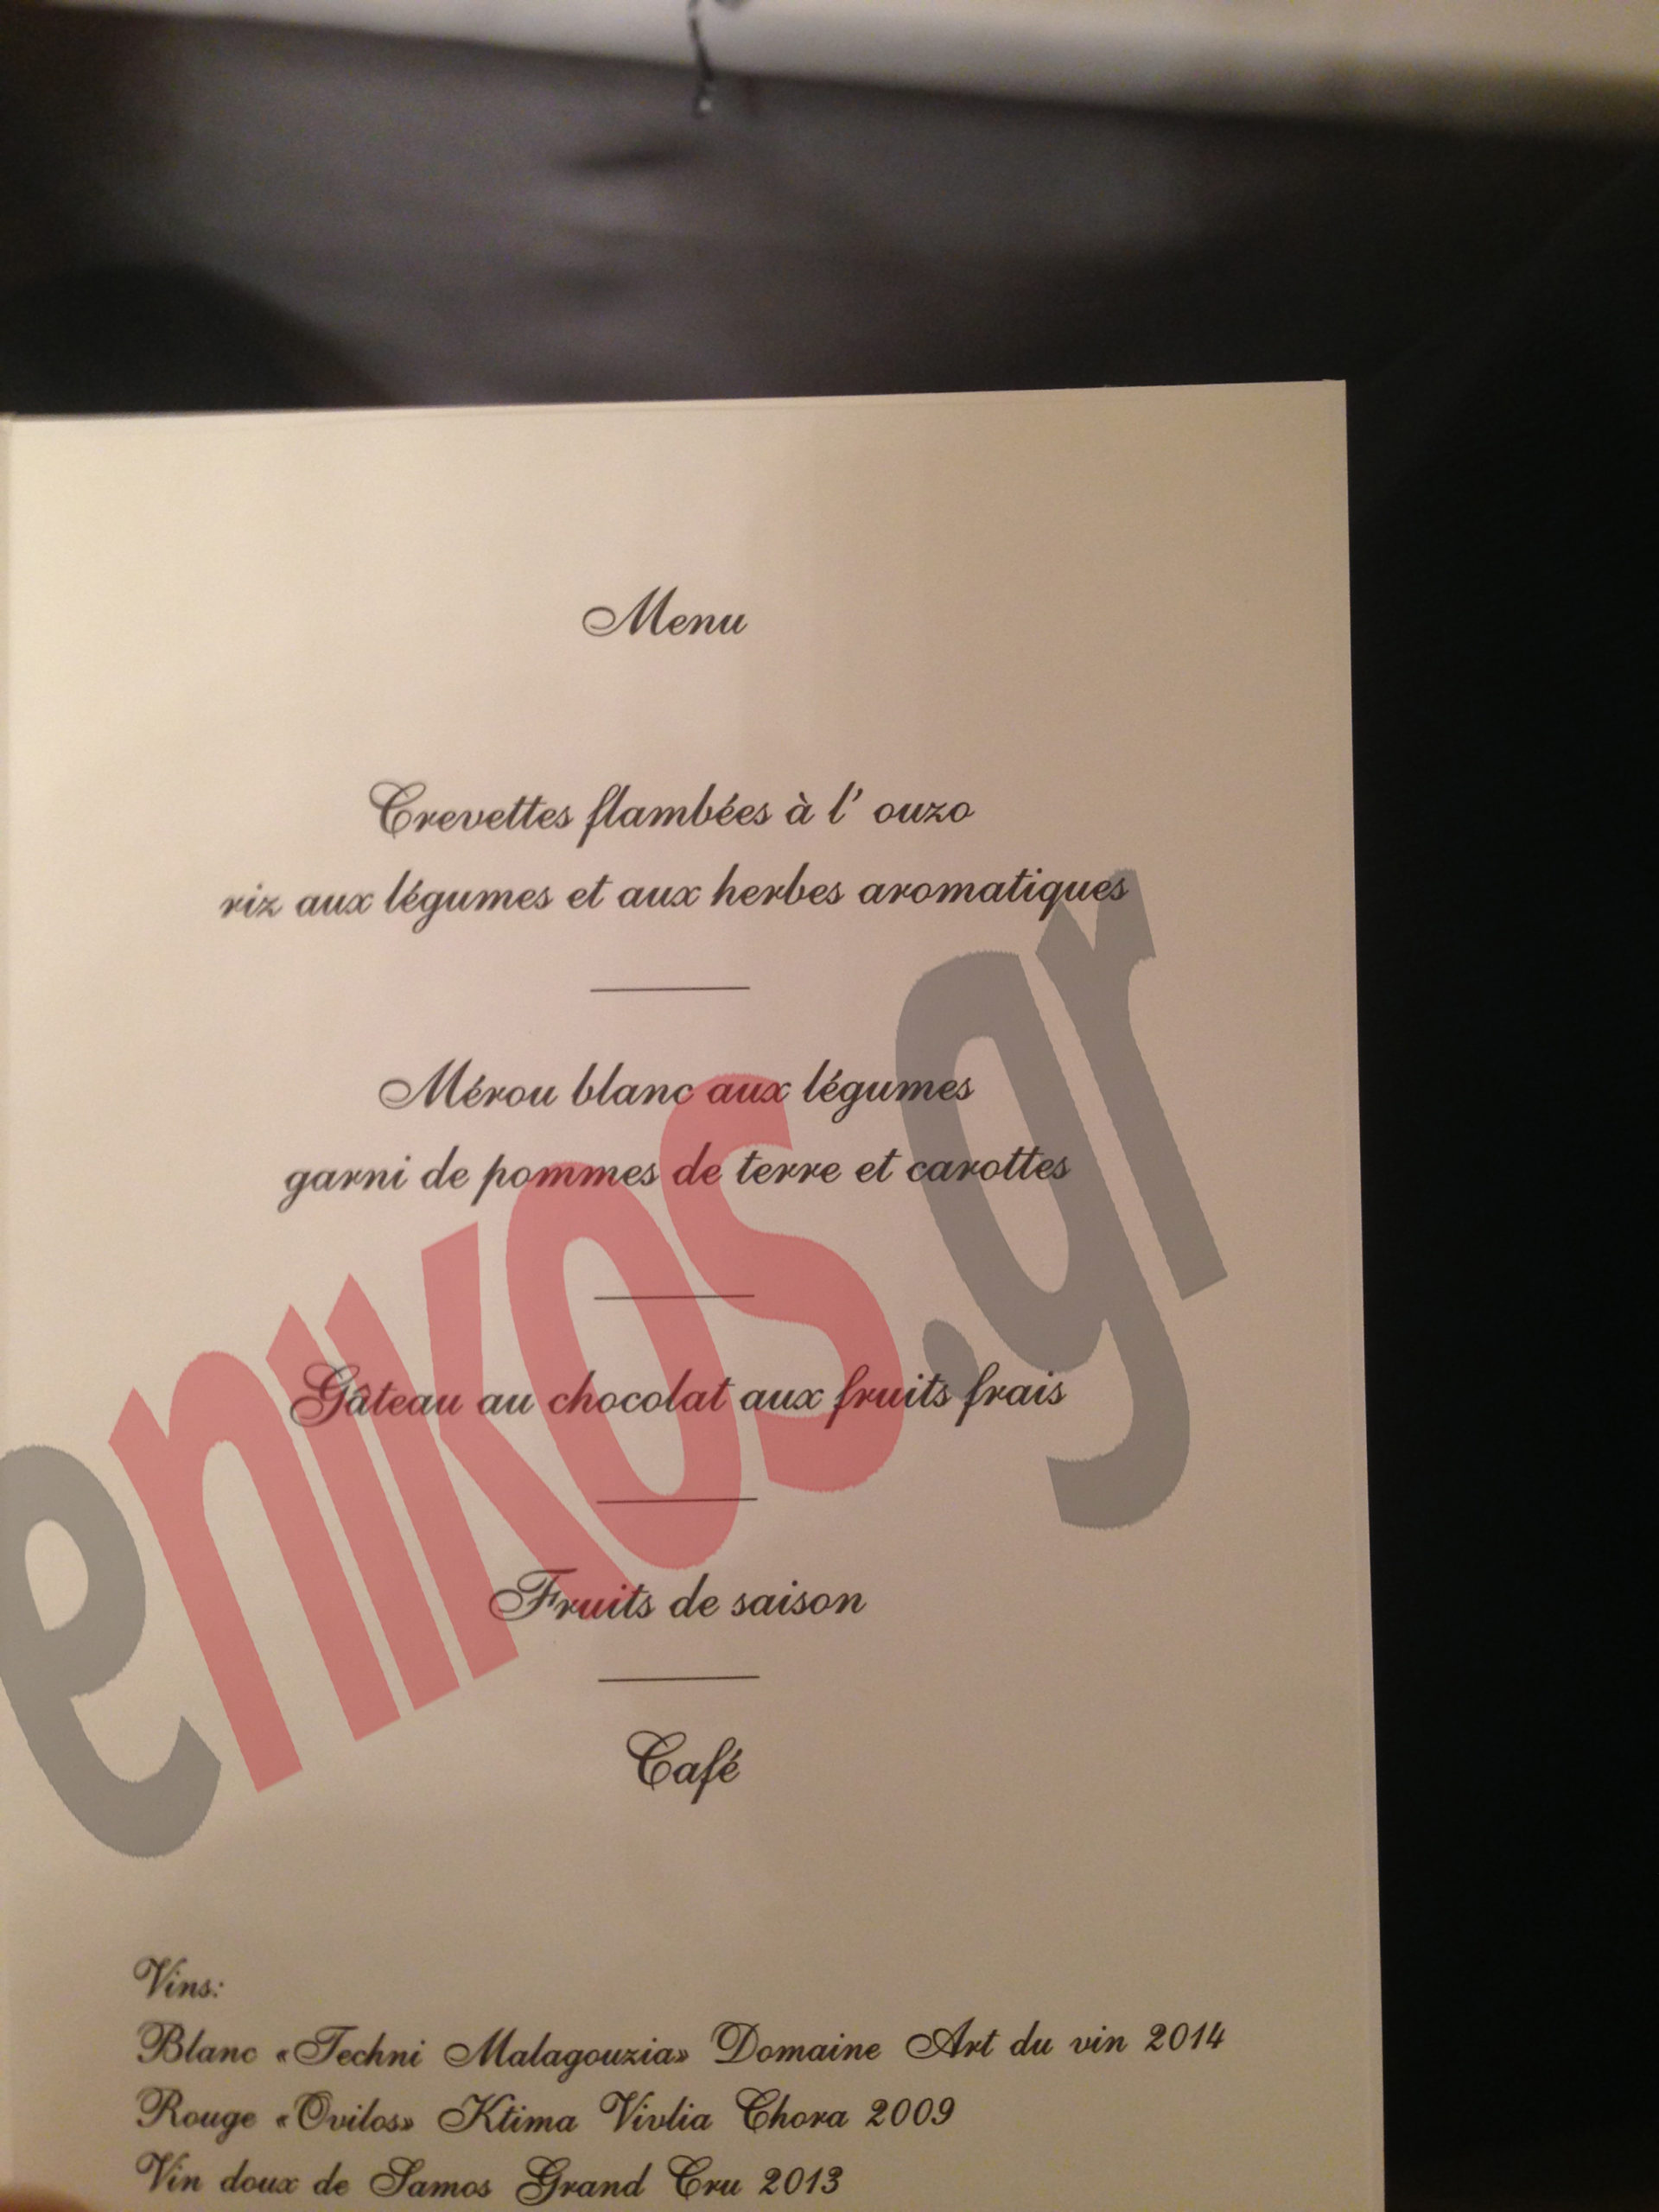 Menu
Crevettes flambées à l' ouzo
riz aux légumes et aux herbes aromatiques
Mérou blanc aux légumes
garni de pommes de terre et carottes
Gâteau au chocolat aux fruits frais
Fruits de saison
Café
enikos.gr
Vins:
Blanc «Techni Malagouzia» Domaine Art du vin 2014
Rouge «Ovilos» Ktima Vivlia Chora 2009
Vin doux de Samos Grand Cru 2013